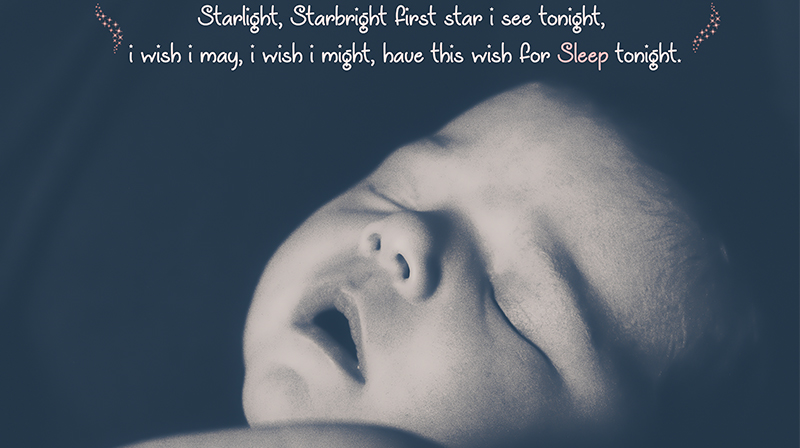 Starlight, Starbright first star i see tonight,
i wish i may, i wish i might, have this wish for Sleep tonight.